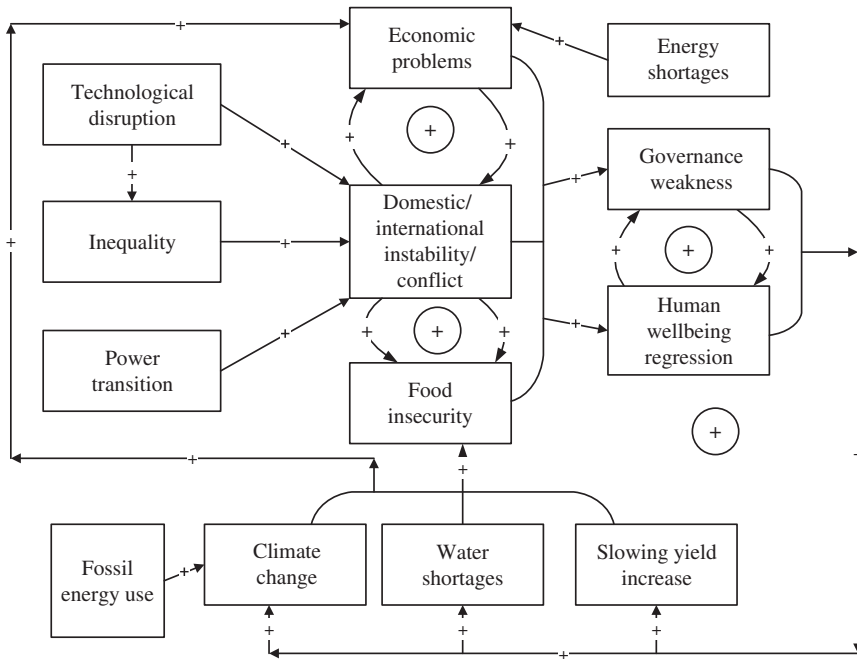 +
Economic
problems
+
Energy
shortages
Technological
disruption
+
+
+
+
+
Governance
weakness
+
+
Domestic/
international
instability/
conflict
+
Inequality
+
+
+
+
+
+
Human
wellbeing
regression
+
+
+
+
+
Power
transition
Food
insecurity
+
+
+
+
Fossil
energy use
+
Climate
change
Water
shortages
Slowing yield
increase
+
+
+
+